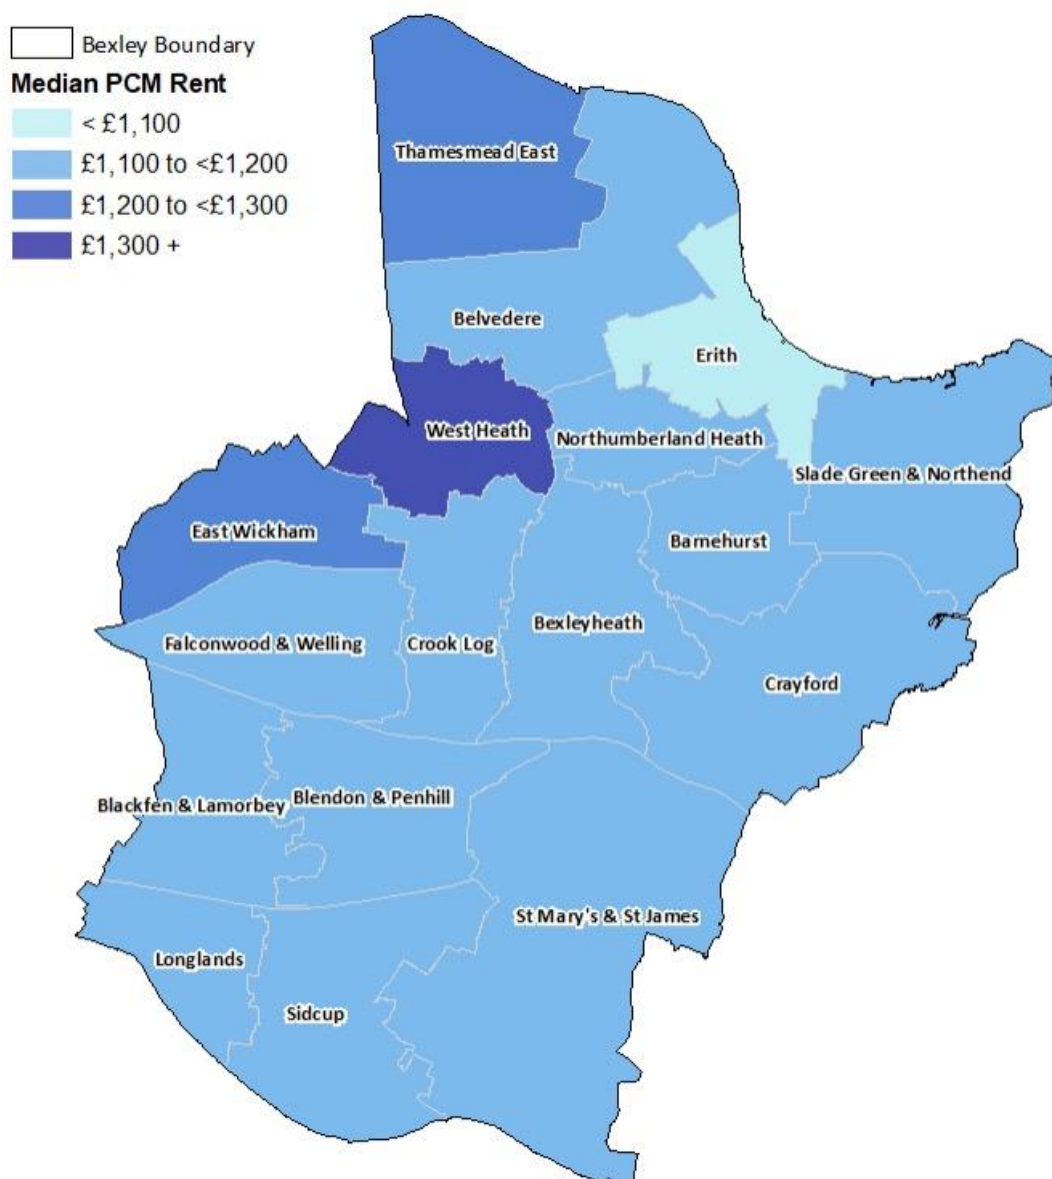 Bexley Boundary
Median PCM Rent
< £1,100
£1,100 to <£1,200
£1,200 to <£1,300
£1,300 +
Thamesmead East
Belvedere
Erith
West Heath
Northumberland Heath
Slade Green & Northend
East Wickham
Barnehurst
Bexleyheath
Falconwood & Welling
Crook Log
Crayford
Blackfen & Lamorbey
Blendon & Penhill
St Mary's & St James
Longlands
Sidcup